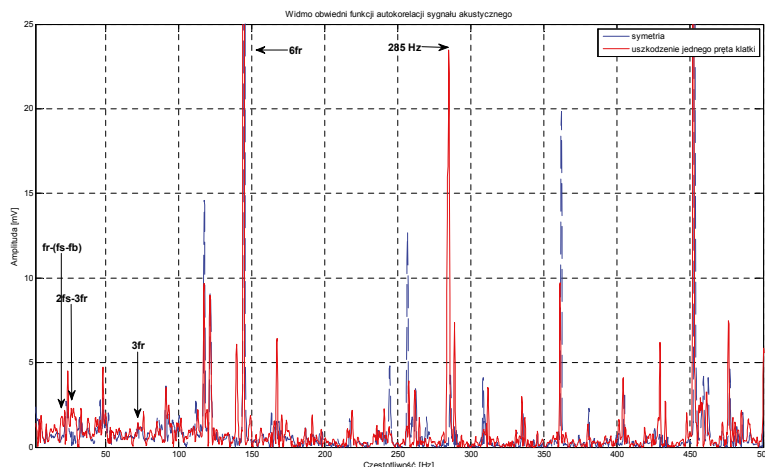 Widmo obwiedni funkcji autokorelacji sygnału akustycznego
25
20
15
10
5
0
Amplituda [mV]
symetria
uszkodzenie jednego pręta klatki
6fr
285 Hz
fr-(fs-fb)
2fs-3fr
3fr
50
100
150
200
250
300
350
400
450
500
Częstotliwość [Hz]